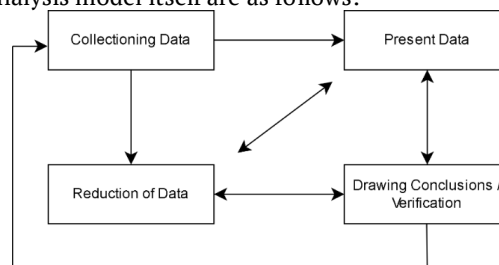 analysis model itself are as follows:
Collectioning Data
Present Data
Reduction of Data
Drawing Conclusions /
Verification